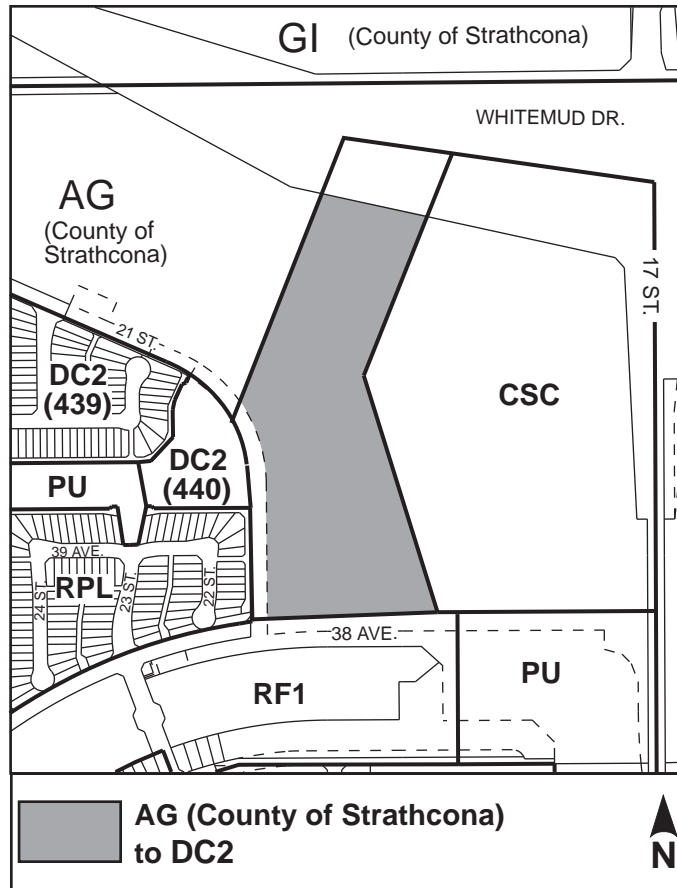 GI (County of Strathcona)
WHITEMUD DR.
AG
(County of
Strathcona)
17 ST.
21 ST.
DC2
(439)
CSC
DC2
(440)
PU
39 AVE.
RPL
24 ST.
23 ST.
22 ST.
38 AVE.
RF1
PU
AG (County of Strathcona)
to DC2
N